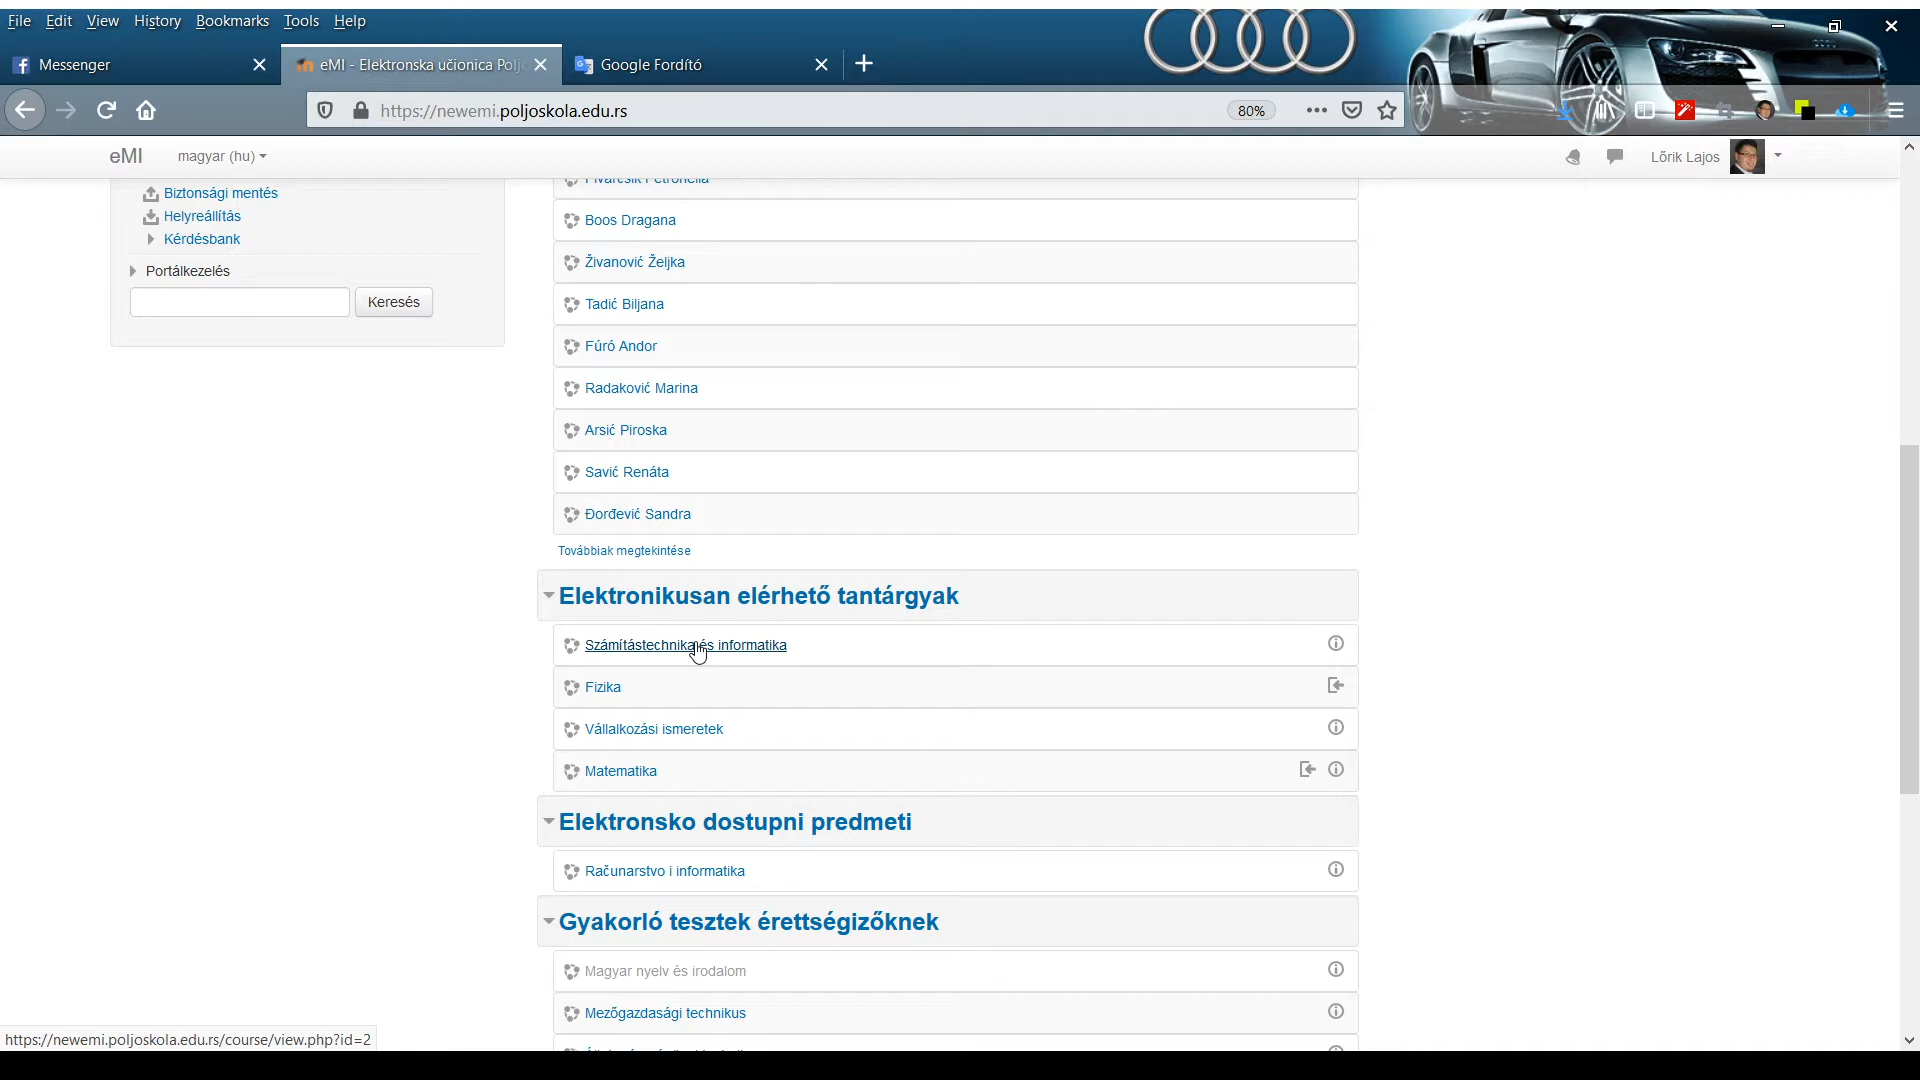 File Edit View History Bookmarks Tools Help
Messenger
eMI - Elektronska učionica Polj
Google Fordító
https://newemi.poljoskola.edu.rs
80%
eMI
magyar (hu)
Lőrik Lajos
Biztonsági mentés
Helyreállítás
Kérdésbank
Portálkezelés
Keresés
Boos Dragana
Živanović Željka
Tadić Biljana
Fúró Andor
Radaković Marina
Arsić Piroska
Savić Renáta
Đorđević Sandra
Továbbiak megtekintése
Elektronikusan elérhető tantárgyak
Számítástechnika és informatika
Fizika
Vállalkozási ismeretek
Matematika
Elektronsko dostupni predmeti
Računarstvo i informatika
Gyakorló tesztek érettségizőknek
Magyar nyelv és irodalom
Mezőgazdasági technikus
https://newemi.poljoskola.edu.rs/course/view.php?id=2